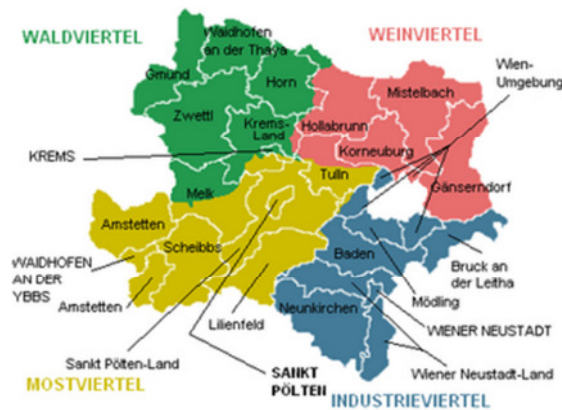 WALDVIERTEL
Waidhofen
an der Thaya
WEINVIERTEL
Wien-
Umgebung
Gmünd
Horn
Mistelbach
Zwettl
Krems-
Land
Hollabrunn
KREMS
Korneuburg
Tulln
Gänserndorf
Melk
Amstetten
Scheibbs
Baden
WAIDHOFEN
AN DER
YBBS
Bruck an
der Leitha
Mödling
Amstetten
Neunkirchen
Lilienfeld
WIENER NEUSTADT
Sankt Pölten-Land
SANKT
PÖLTEN
Wiener Neustadt-Land
MOSTVIERTEL
INDUSTRIEVIERTEL